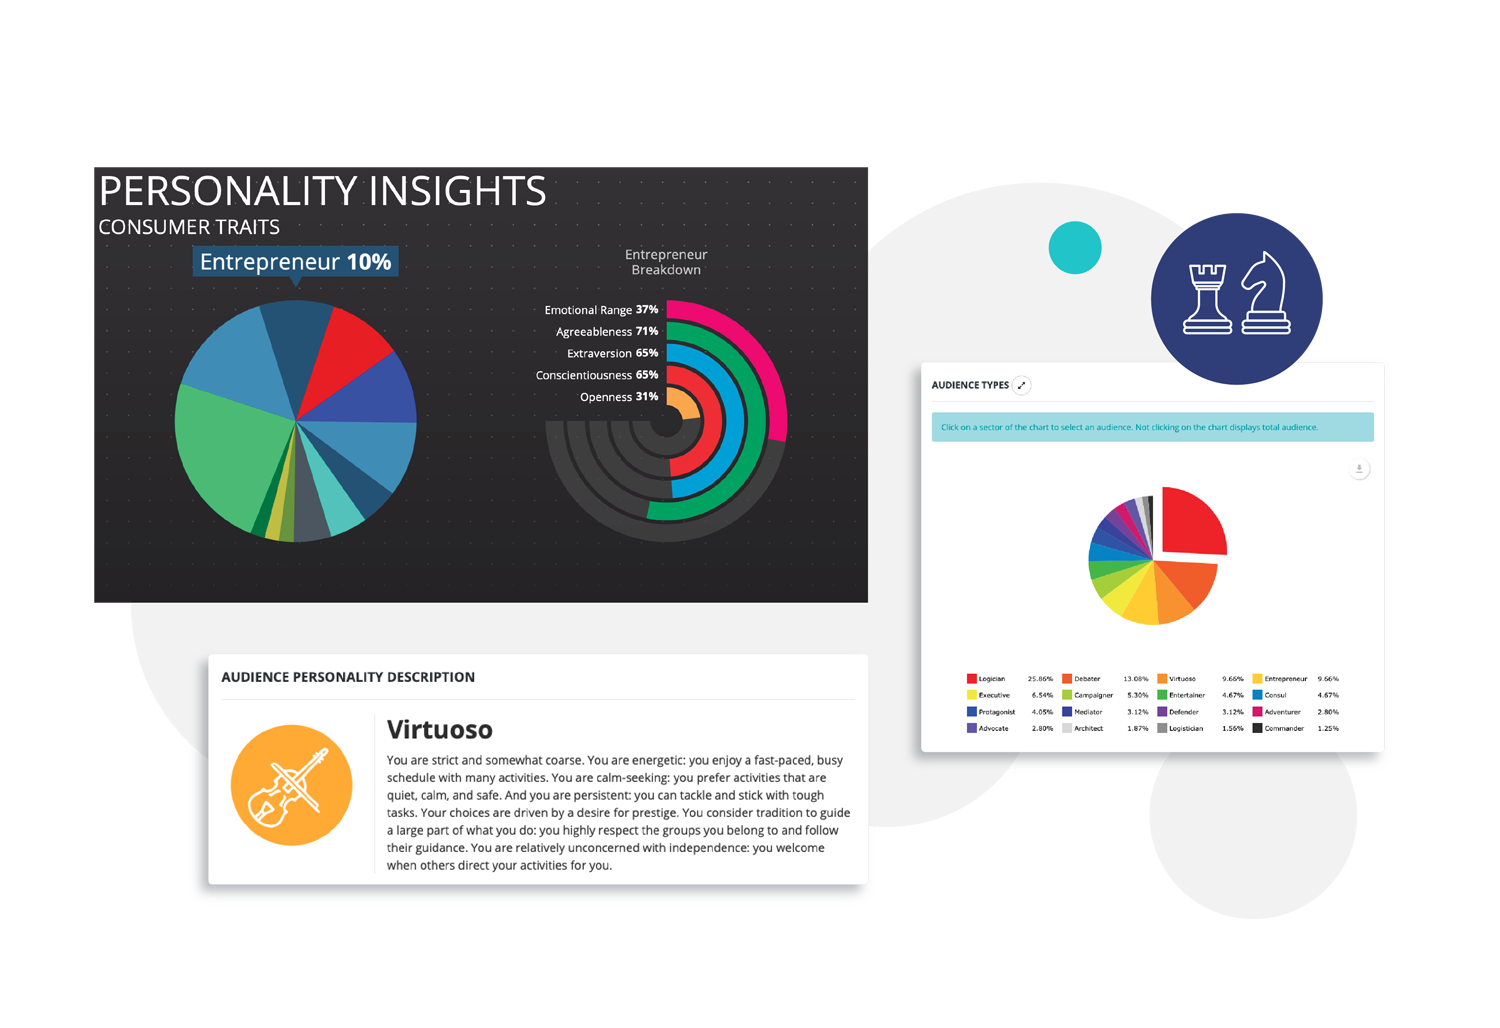 PERSONALITY INSIGHTS
CONSUMER TRAITS
Entrepreneur 10%
Entrepreneur
Breakdown
Emotional Range 37%
Agreeableness 71%
Extraversion 65%
Conscientiousness 65%
Openness 31%
AUDIENCE TYPES
Click on a sector of the chart to select an audience. Not clicking on the chart displays total audience.
Logician 25.86% Debater 13.08% Virtuoso 9.66% Entrepreneur 9.66%
Executive 6.54% Campaigner 5.30% Entertainer 4.67% Consul 4.67%
Protagonist 4.05% Mediator 3.12% Defender 3.12% Adventurer 2.80%
Advocate 2.80% Architect 1.87% Logistician 1.56% Commander 1.25%
AUDIENCE PERSONALITY DESCRIPTION
Virtuoso
You are strict and somewhat coarse. You are energetic: you enjoy a fast-paced, busy
schedule with many activities. You are calm-seeking: you prefer activities that are
quiet, calm, and safe. And you are persistent: you can tackle and stick with tough
tasks. Your choices are driven by a desire for prestige. You consider tradition to guide
a large part of what you do: you highly respect the groups you belong to and follow
their guidance. You are relatively unconcerned with independence: you welcome
when others direct your activities for you.